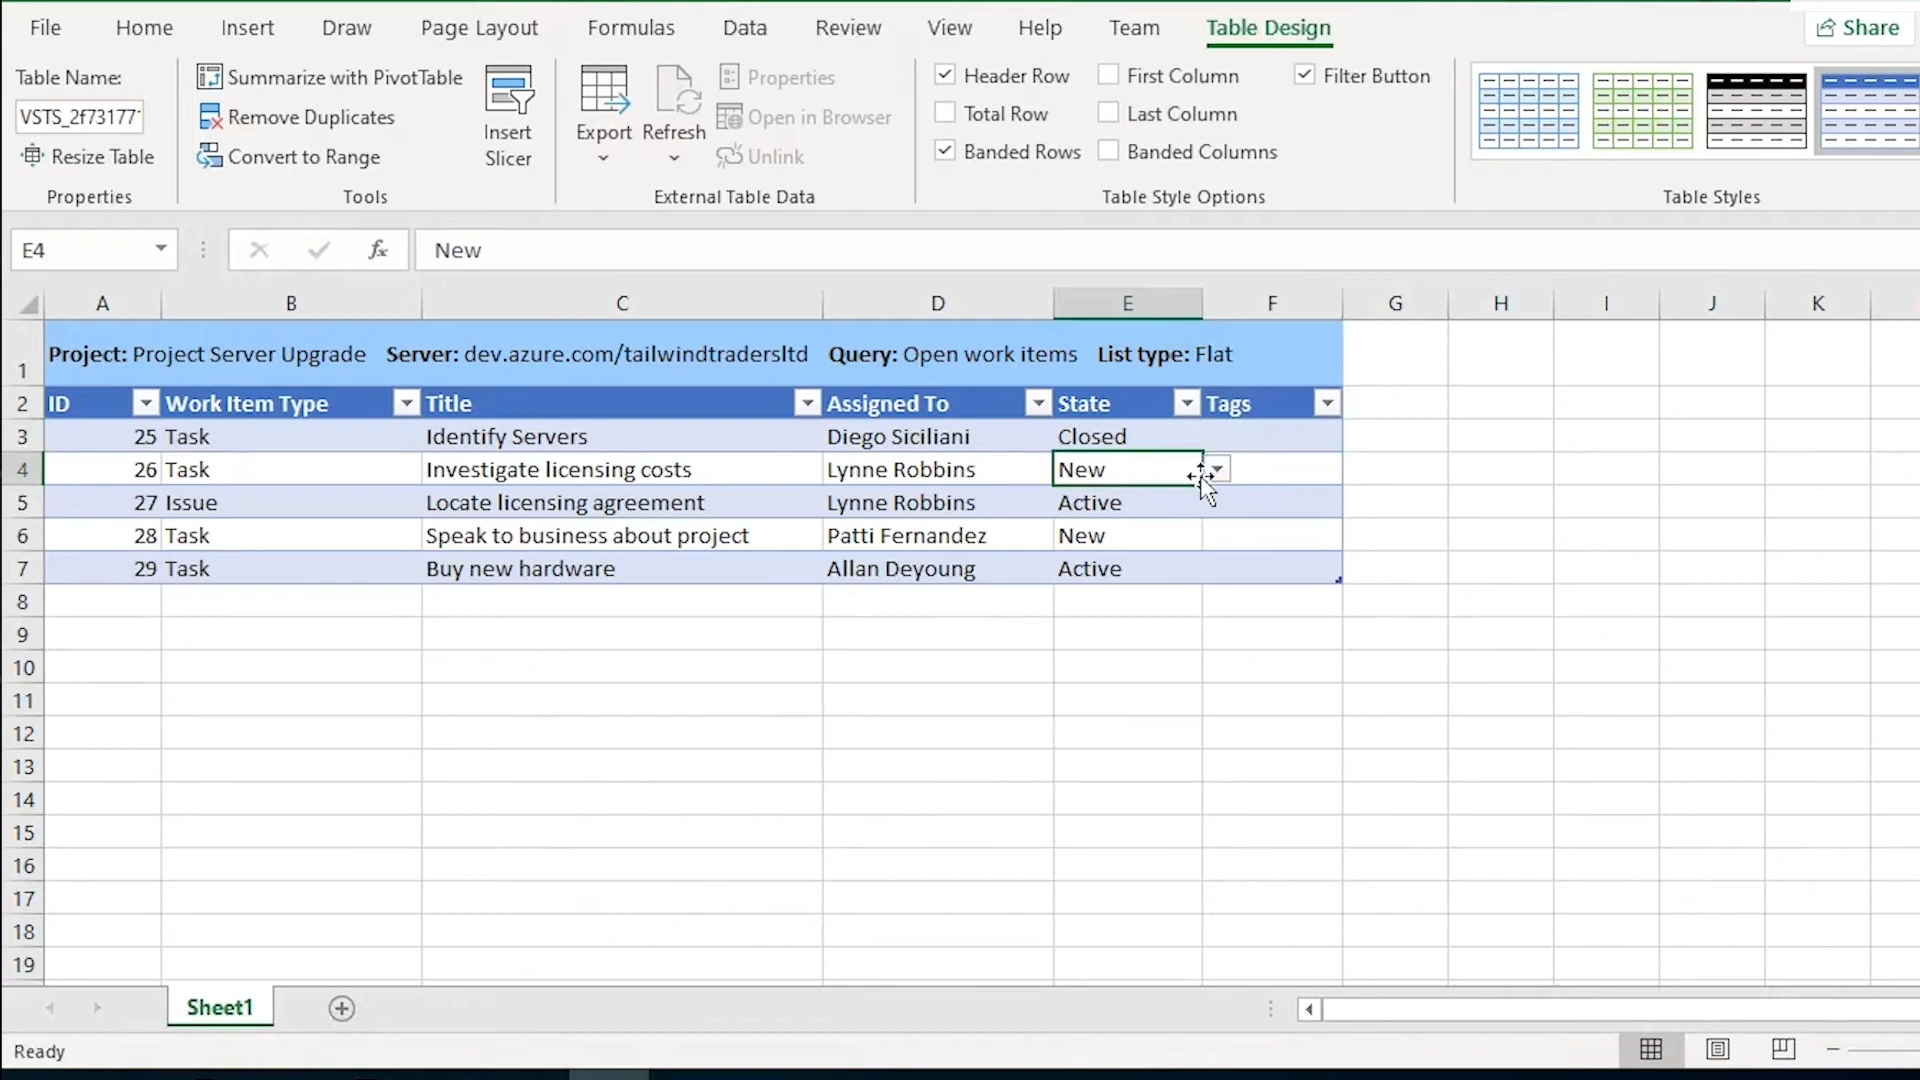 File Home Insert Draw Page Layout Formulas Data Review View Help Team Table Design Share
Table Name:
VSTS_2f73177
Resize Table
Properties
Summarize with PivotTable
Remove Duplicates
Convert to Range
Insert
Slicer
Tools
Export
Refresh
Properties
Open in Browser
Unlink
External Table Data
Header Row First Column Filter Button
Total Row Last Column
Banded Rows Banded Columns
Table Style Options
Table Styles
E4 fx New
A B C D E F G H I J K
1 Project: Project Server Upgrade Server: dev.azure.com/tailwindtradersltd Query: Open work items List type: Flat
2 ID Work Item Type Title Assigned To State Tags
3 25 Task Identify Servers Diego Siciliani Closed
4 26 Task Investigate licensing costs Lynne Robbins New
5 27 Issue Locate licensing agreement Lynne Robbins Active
6 28 Task Speak to business about project Patti Fernandez New
7 29 Task Buy new hardware Allan Deyoung Active
8
9
10
11
12
13
14
15
16
17
18
19
Sheet1
Ready